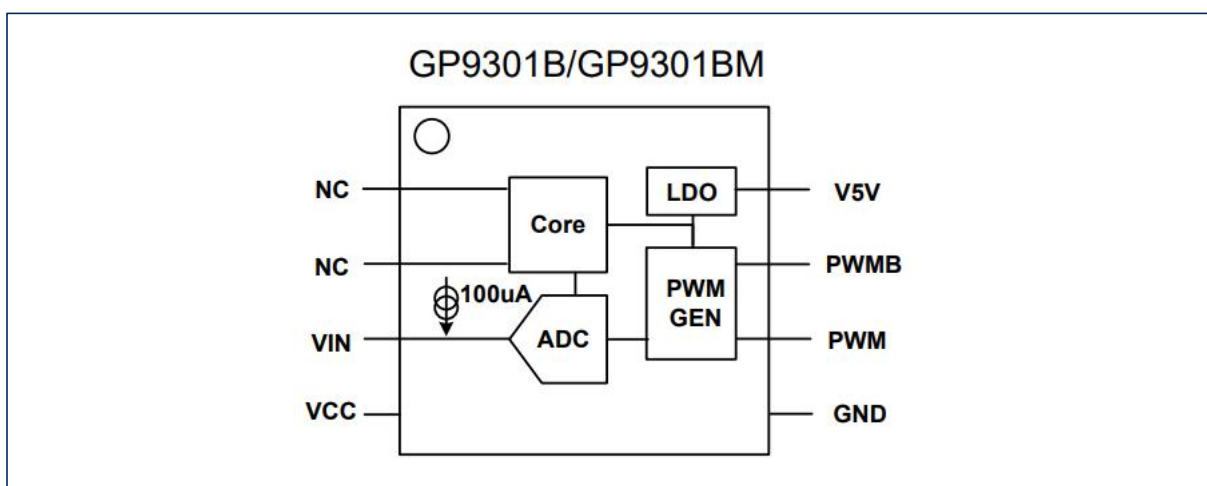 GP9301B/GP9301BM
NC
LDO
V5V
Core
NC
PWMB
100uA
PWM
GEN
VIN
ADC
PWM
VCC
GND